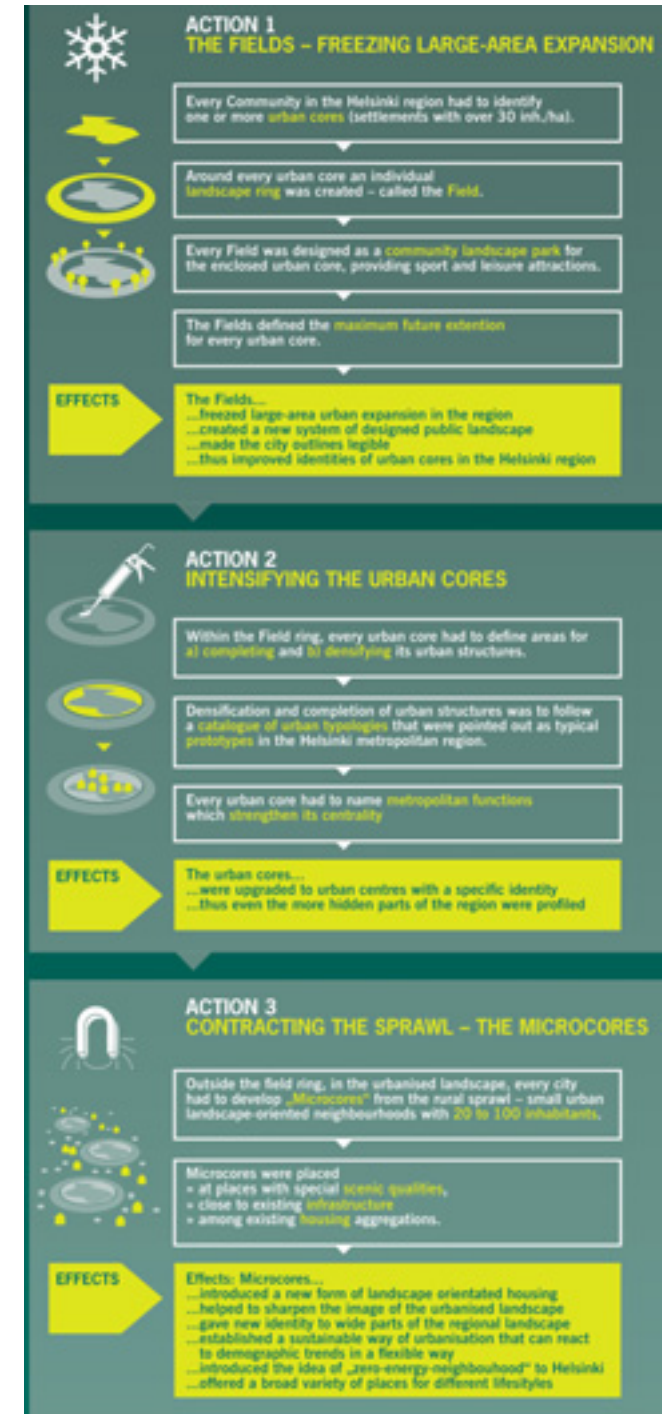 ACTION 1
THE FIELDS – FREEZING LARGE-AREA EXPANSION
Every Community in the Helsinki region had to identify
one or more urban cores (settlements with over 30 inh./ha).
Around every urban core an individual
landscape ring was created – called the Field.
Every Field was designed as a community landscape park for
the enclosed urban core, providing sport and leisure attractions.
The Fields defined the maximum future extention
for every urban core.
EFFECTS
The Fields...
...freezed large-area urban expansion in the region
...created a new system of designed public landscape
...made the city outlines legible
...thus improved identities of urban cores in the Helsinki region
ACTION 2
INTENSIFYING THE URBAN CORES
Within the Field ring, every urban core had to define areas for
a) completing and b) densifying its urban structures.
Densification and completion of urban structures was to follow
a catalogue of urban typologies that were pointed out as typical
prototypes in the Helsinki metropolitan region.
Every urban core had to name metropolitan functions
which strengthen its centrality
EFFECTS
The urban cores...
...were upgraded to urban centres with a specific identity
...thus even the more hidden parts of the region were profiled
ACTION 3
CONTRACTING THE SPRAWL – THE MICROCORES
Outside the field ring, in the urbanised landscape, every city
had to develop „Microcores“ from the rural sprawl – small urban
landscape-oriented neighbourhoods with 20 to 100 inhabitants.
Microcores were placed
» at places with special scenic qualities,
» close to existing infrastructure
» among existing housing aggregations.
EFFECTS
Effects: Microcores...
...introduced a new form of landscape orientated housing
...helped to sharpen the image of the urbanised landscape
...gave new identity to wide parts of the regional landscape
...established a sustainable way of urbanisation that can react
to demographic trends in a flexible way
...introduced the idea of „zero-energy-neighbouhood“ to Helsinki
...offered a broad variety of places for different lifesityles